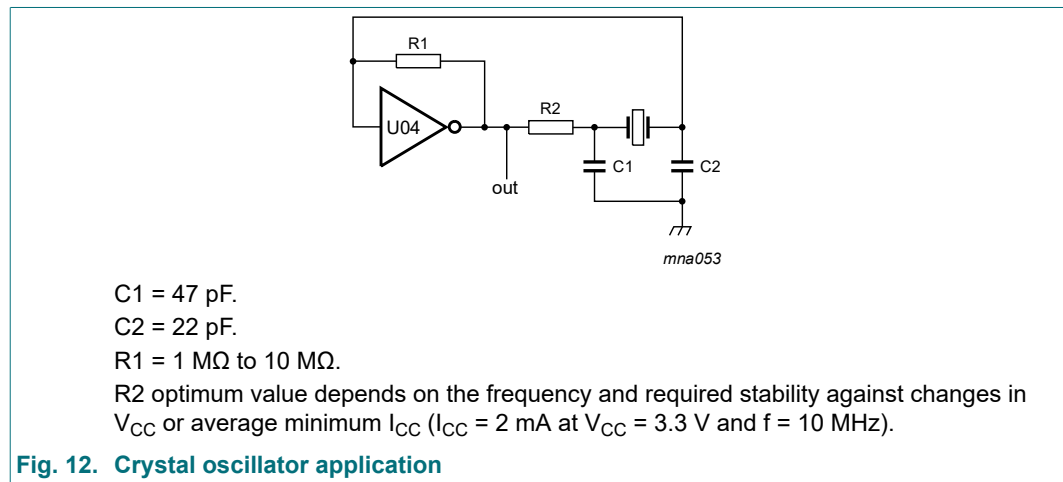 R1
U04
R2
out
C1
C2
mna053
C1 = 47 pF.
C2 = 22 pF.
R1 = 1 MΩ to 10 MΩ.
R2 optimum value depends on the frequency and required stability against changes in
VCC or average minimum ICC (ICC = 2 mA at VCC = 3.3 V and f = 10 MHz).
Fig. 12. Crystal oscillator application